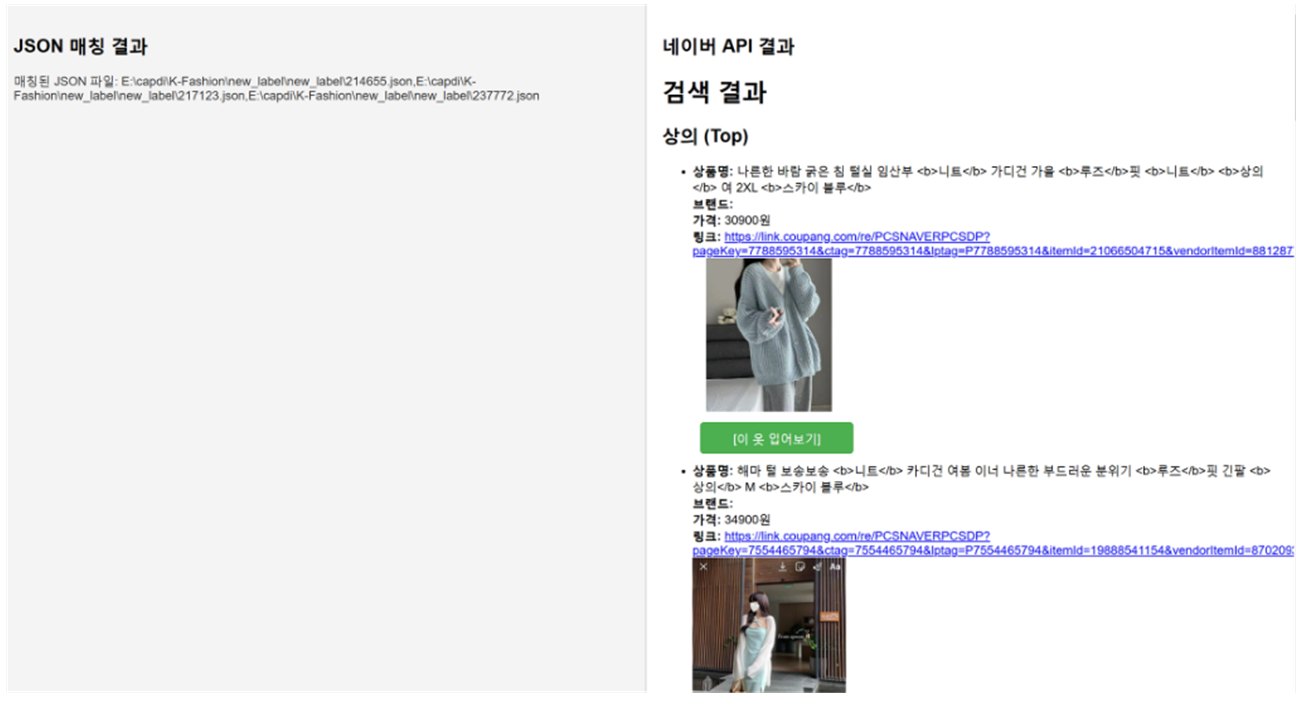 JSON 매칭 결과
매칭된 JSON 파일: E:\capdi\K-Fashion\new_label\new_label\214655.json,E:\capdi\K-
Fashion\new_label\new_label\217123.json,E:\capdi\K-Fashion\new_label\new_label\237772.json
네이버 API 결과
검색 결과
상의 (Top)
• 상품명: 나른한 바람 굵은 침 털실 임산부 <b>니트</b> 가디건 가을 <b>루즈</b>핏 <b>니트</b> <b>상의
</b> 여 2XL <b>스카이 블루</b>
브랜드:
가격: 30900원
링크: https://link.coupang.com/re/PCSNAVERPCSDP?
pageKey=7788595314&ctag=7788595314&lptag=P7788595314&itemId=21066504715&vendorItemId=881287
[이 옷 입어보기]
• 상품명: 해마 털 보송보송 <b>니트</b> 카디건 여봄 이너 나른한 부드러운 분위기 <b>루즈</b>핏 긴팔 <b>
상의</b> M <b>스카이 블루</b>
브랜드:
가격: 34900원
링크: https://link.coupang.com/re/PCSNAVERPCSDP?
pageKey=7554465794&ctag=7554465794&lptag=P7554465794&itemId=19888541154&vendorItemId=870209
Aa